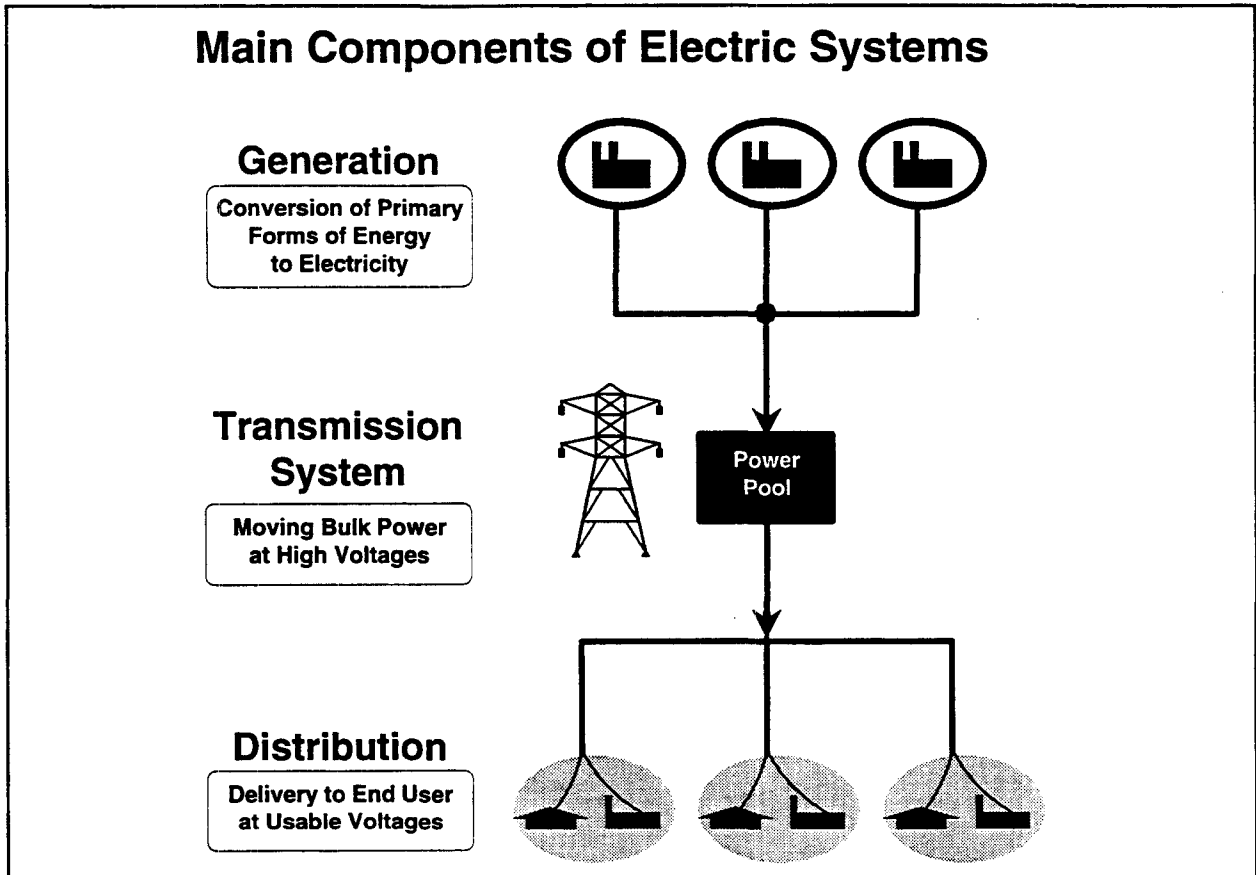 Main Components of Electric Systems
Generation
Conversion of Primary
Forms of Energy
to Electricity
Transmission
System
Moving Bulk Power
at High Voltages
Power
Pool
Distribution
Delivery to End User
at Usable Voltages